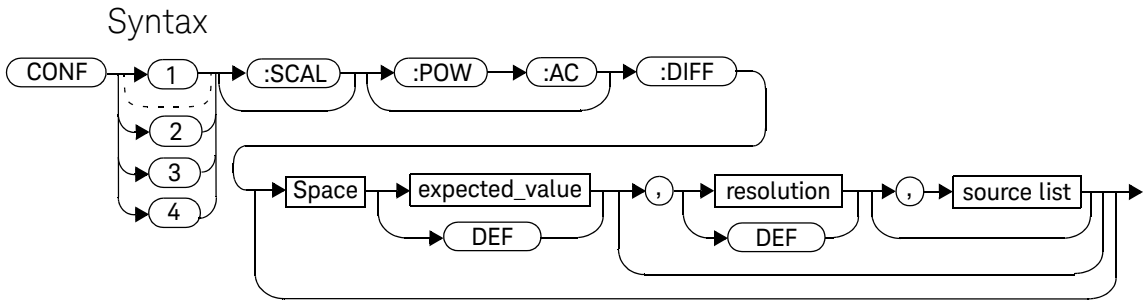 Syntax
CONF 1 :SCAL :POW :AC :DIFF
2
3
4
Space expected_value , resolution , source list
DEF DEF